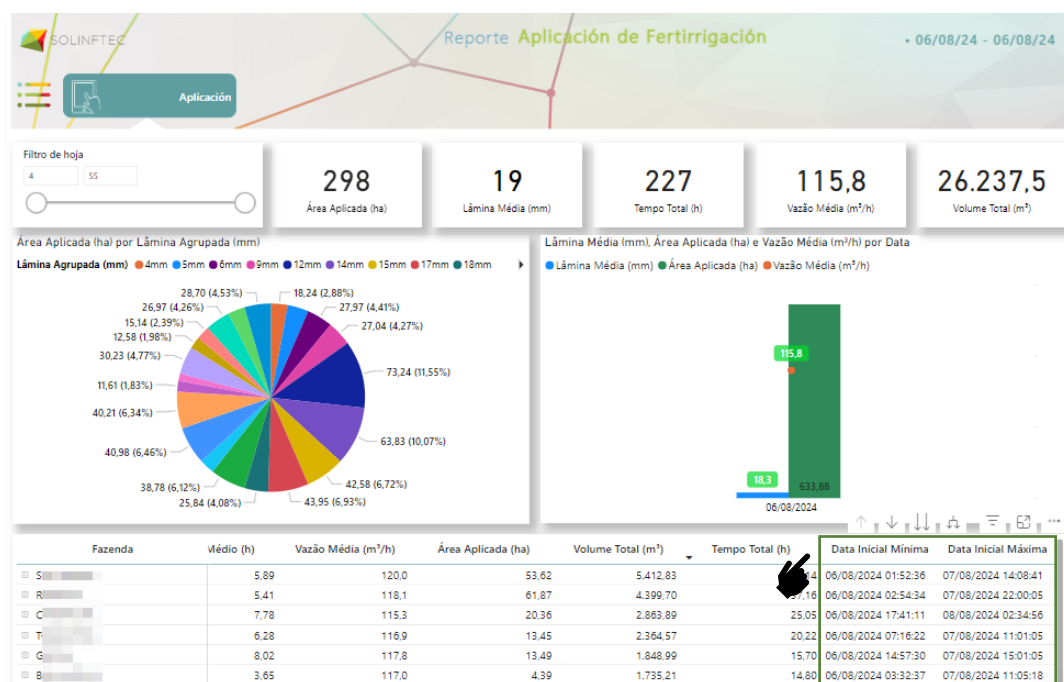 SOLINFTEC
Reporte Aplicación de Fertirrigación
• 06/08/24 - 06/08/24
Aplicación
Filtro de hoja
4 55
298
Área Aplicada (ha)
19
Lâmina Média (mm)
227
Tempo Total (h)
115,8
Vazão Média (m³/h)
26.237,5
Volume Total (m³)
Área Aplicada (ha) por Lâmina Agrupada (mm)
Lâmina Agrupada (mm) 4mm 5mm 6mm 9mm 12mm 14mm 15mm 17mm 18mm
28,70 (4,53%)
18,24 (2,88%)
26,97 (4,26%)
27,97 (4,41%)
15,14 (2,39%)
27,04 (4,27%)
12,58 (1,98%)
30,23 (4,77%)
73,24 (11,55%)
11,61 (1,83%)
40,21 (6,34%)
63,83 (10,07%)
40,98 (6,46%)
42,58 (6,72%)
38,78 (6,12%)
43,95 (6,93%)
25,84 (4,08%)
Lâmina Média (mm), Área Aplicada (ha) e Vazão Média (m³/h) por Data
Lâmina Média (mm) Área Aplicada (ha) Vazão Média (m³/h)
115,8
18,3
633,88
06/08/2024
Fazenda Médio (h) Vazão Média (m³/h) Área Aplicada (ha) Volume Total (m³) Tempo Total (h) Data Inicial Mínima Data Inicial Máxima
S 5,89 120,0 53,62 5.412,83 06/08/2024 01:52:36 07/08/2024 14:08:41
R 5,41 118,1 61,87 4.399,70 06/08/2024 02:54:34 07/08/2024 22:00:05
C 7,78 115,3 20,36 2.863,89 25,05 06/08/2024 17:41:11 08/08/2024 02:34:56
T 6,28 116,9 13,45 2.364,57 20,22 06/08/2024 07:16:22 07/08/2024 11:01:05
G 8,02 117,8 13,49 1.848,99 15,70 06/08/2024 14:57:30 07/08/2024 15:01:05
B 3,65 117,0 4,39 1.735,21 14,80 06/08/2024 03:32:37 07/08/2024 11:05:18